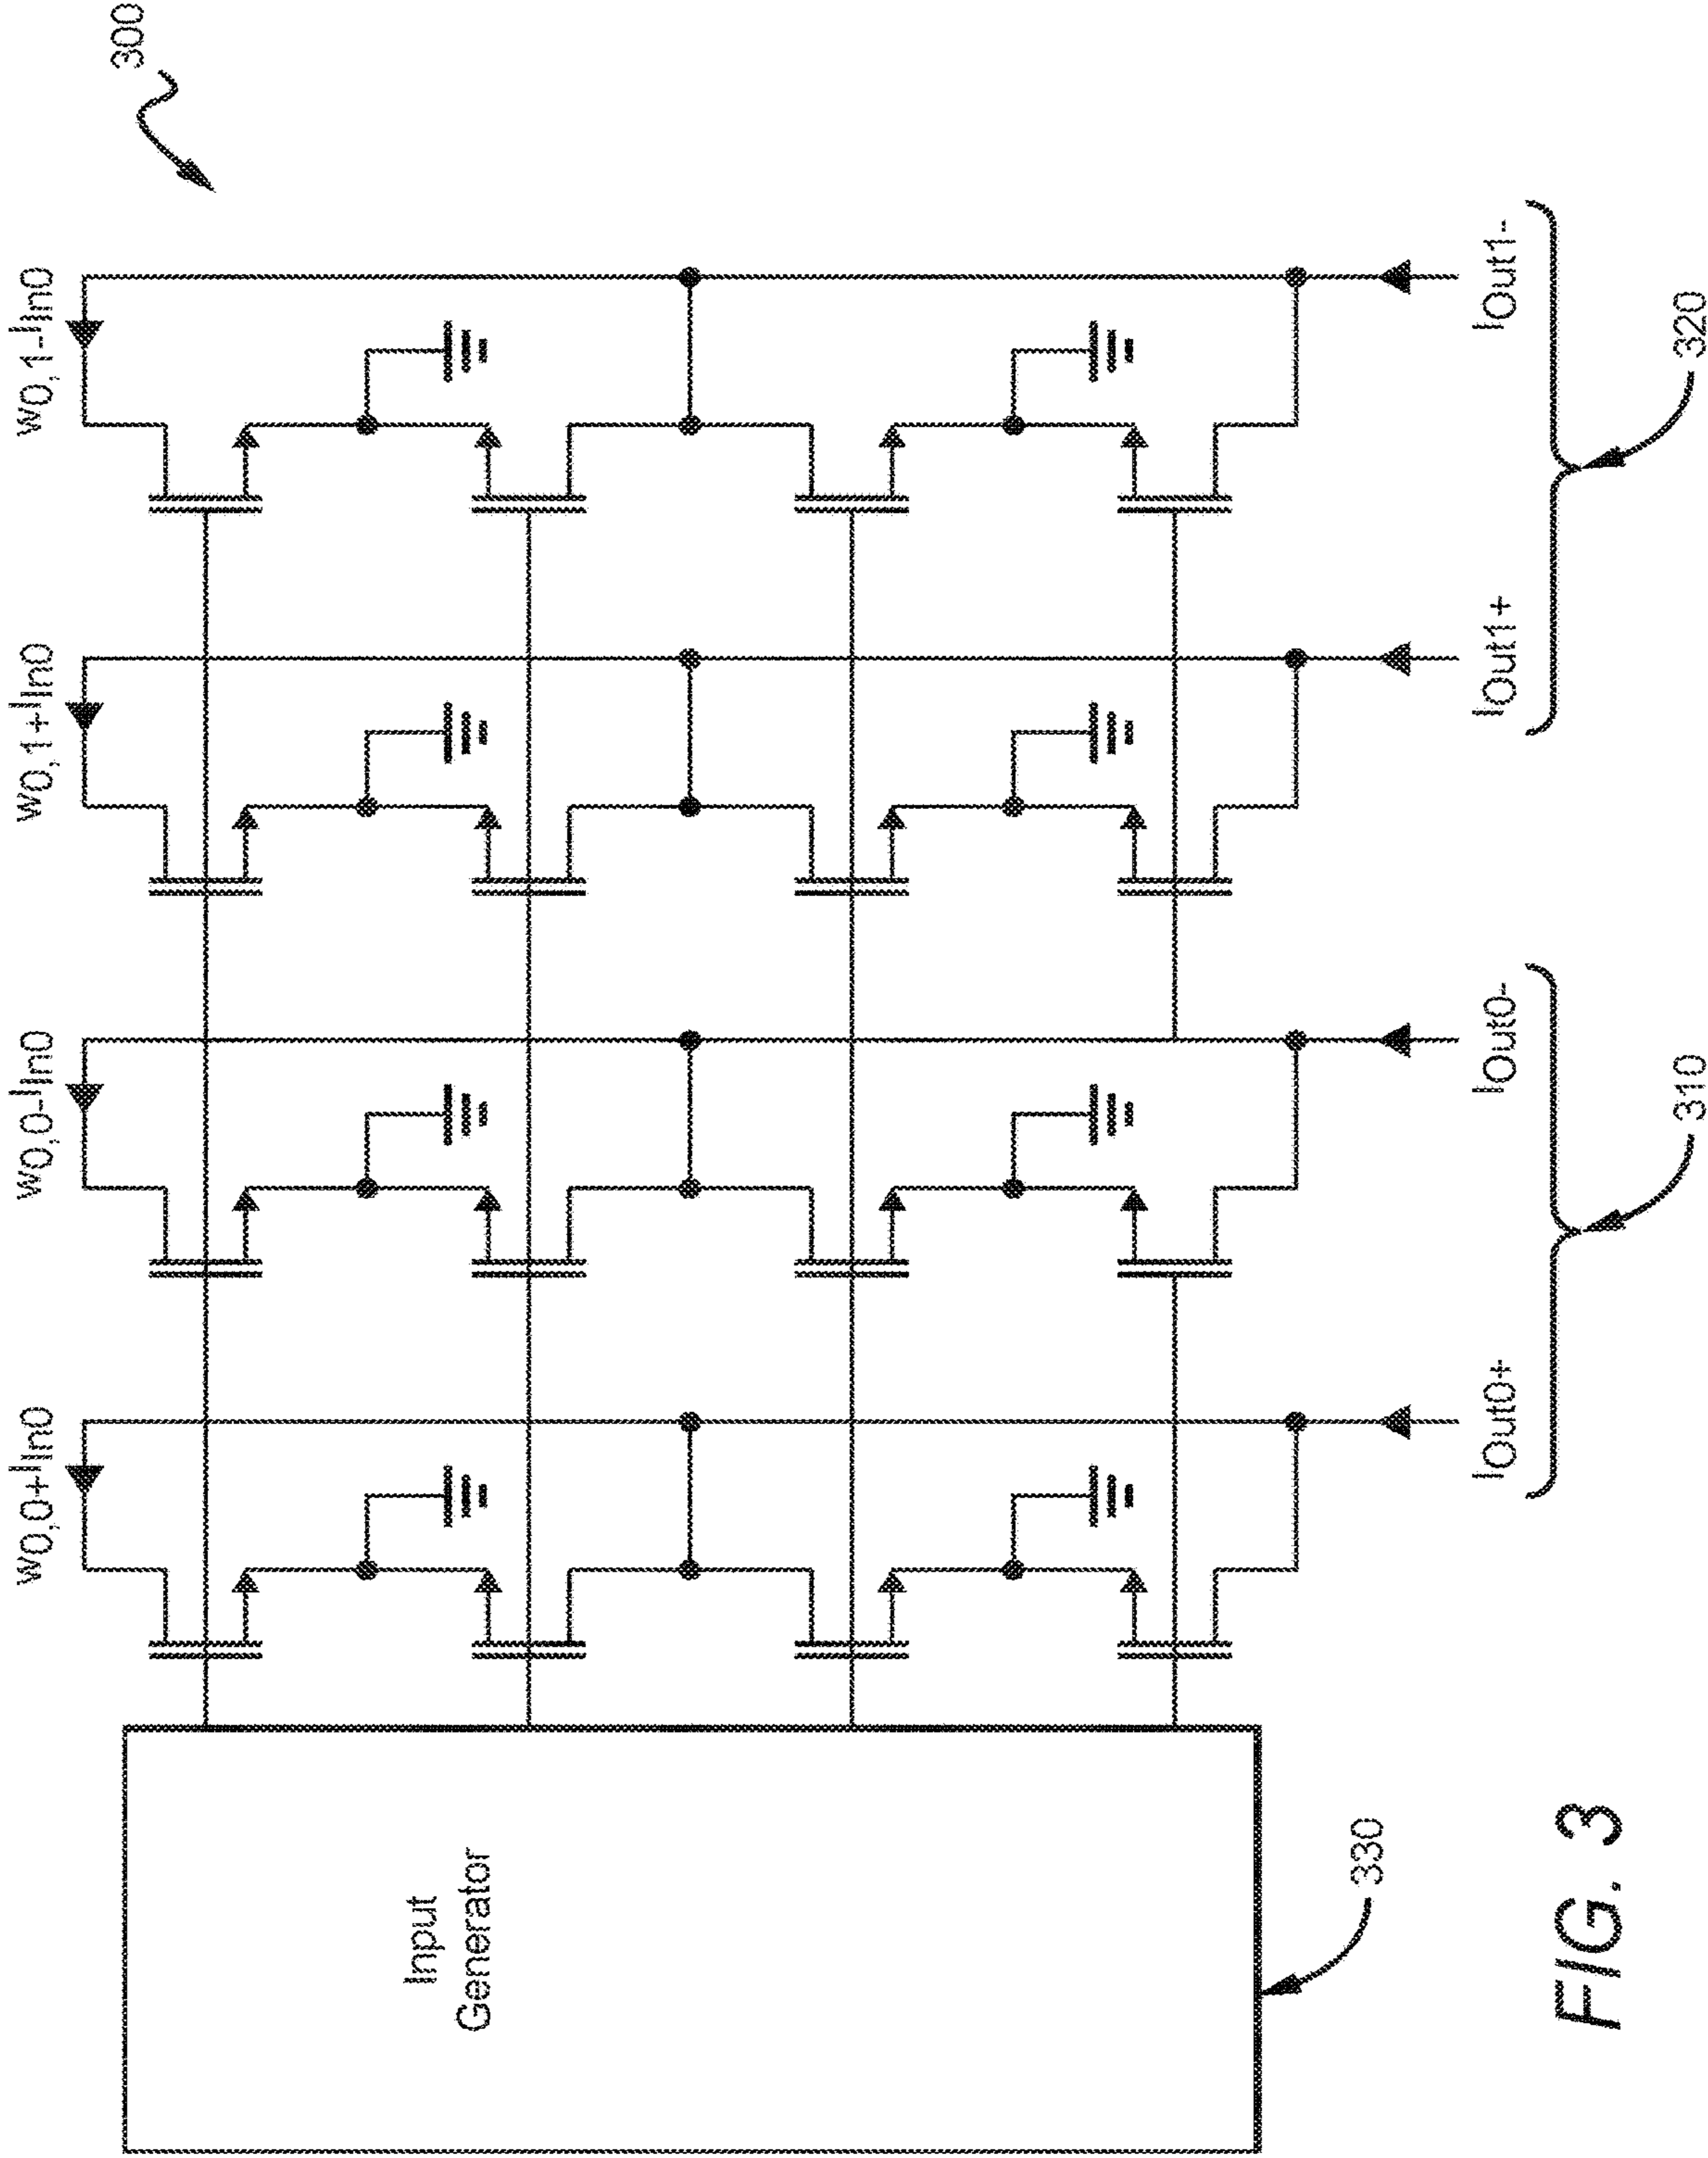 300
w0,0+IIn0
w0,0-IIn0
w0,1+IIn0
w0,1-IIn0
Input
Generator
330
IOut0+
IOut0-
IOut1+
IOut1-
310
320
FIG. 3